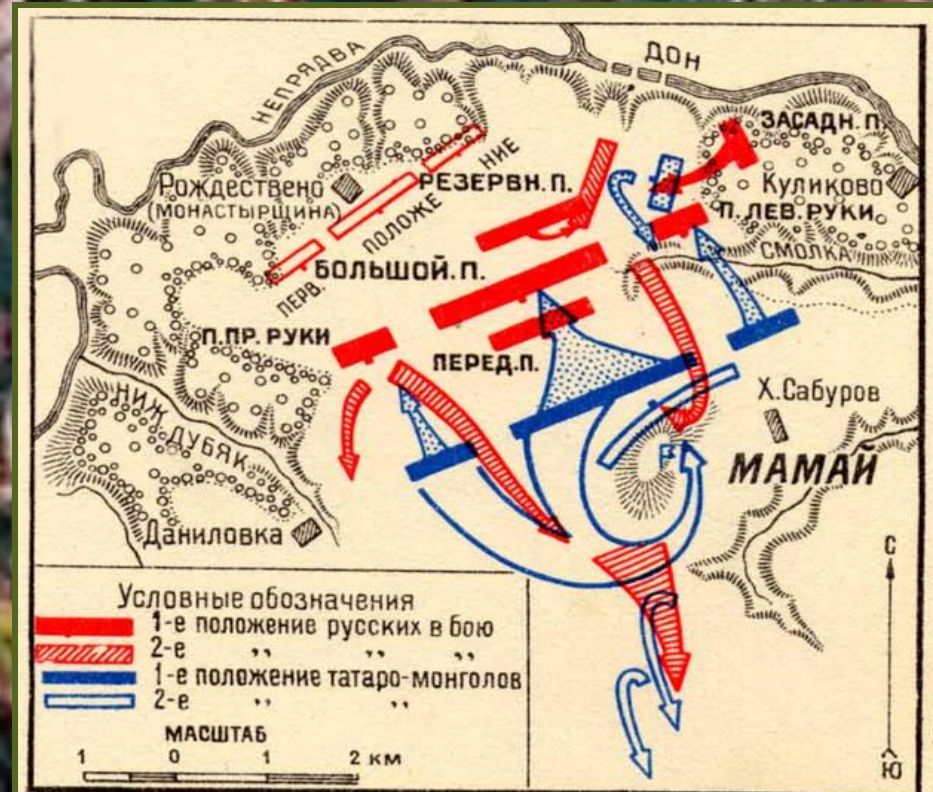 НЕПРЯДВА
ДОН
ЗАСАДН. П.
Рождествено
(МОНАСТЫРЩИНА)
РЕЗЕРВН. П.
Куликово
П. ЛЕВ. РУКИ
ПЕРВ. ПОЛОЖЕНИЕ
СМОЛКА
БОЛЬШОЙ. П.
П. ПР. РУКИ
ПЕРЕД. П.
НИЖ. ДУБЯК
Х. Сабуров
МАМАЙ
Даниловка
С
Ю
Условные обозначения
1-е положение русских в бою
2-е ,, ,, ,,
1-е положение татаро-монголов
2-е ,, ,,
МАСШТАБ
1 0 1 2 км